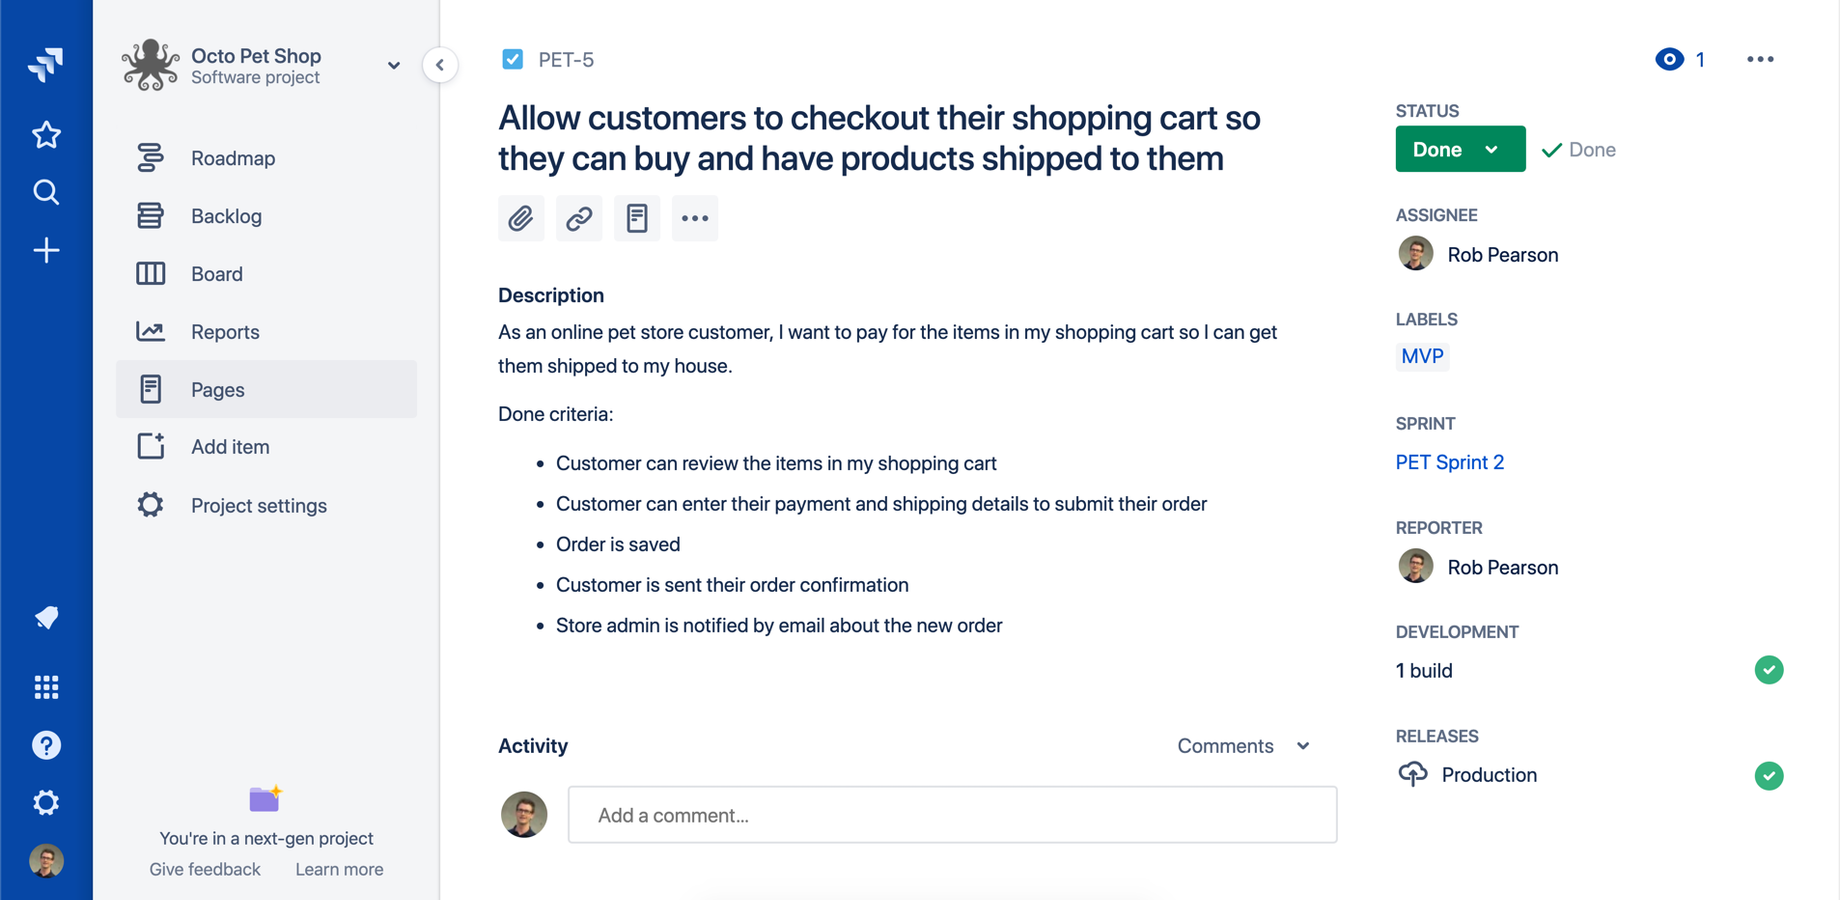 Octo Pet Shop
Software project
Roadmap
Backlog
Board
Reports
Pages
Add item
Project settings
You're in a next-gen project
Give feedback
Learn more
PET-5
Allow customers to checkout their shopping cart so
they can buy and have products shipped to them
Description
As an online pet store customer, I want to pay for the items in my shopping cart so I can get
them shipped to my house.
Done criteria:
• Customer can review the items in my shopping cart
• Customer can enter their payment and shipping details to submit their order
• Order is saved
• Customer is sent their order confirmation
• Store admin is notified by email about the new order
Activity
Comments
Add a comment...
1
STATUS
Done
Done
ASSIGNEE
Rob Pearson
LABELS
MVP
SPRINT
PET Sprint 2
REPORTER
Rob Pearson
DEVELOPMENT
1 build
RELEASES
Production